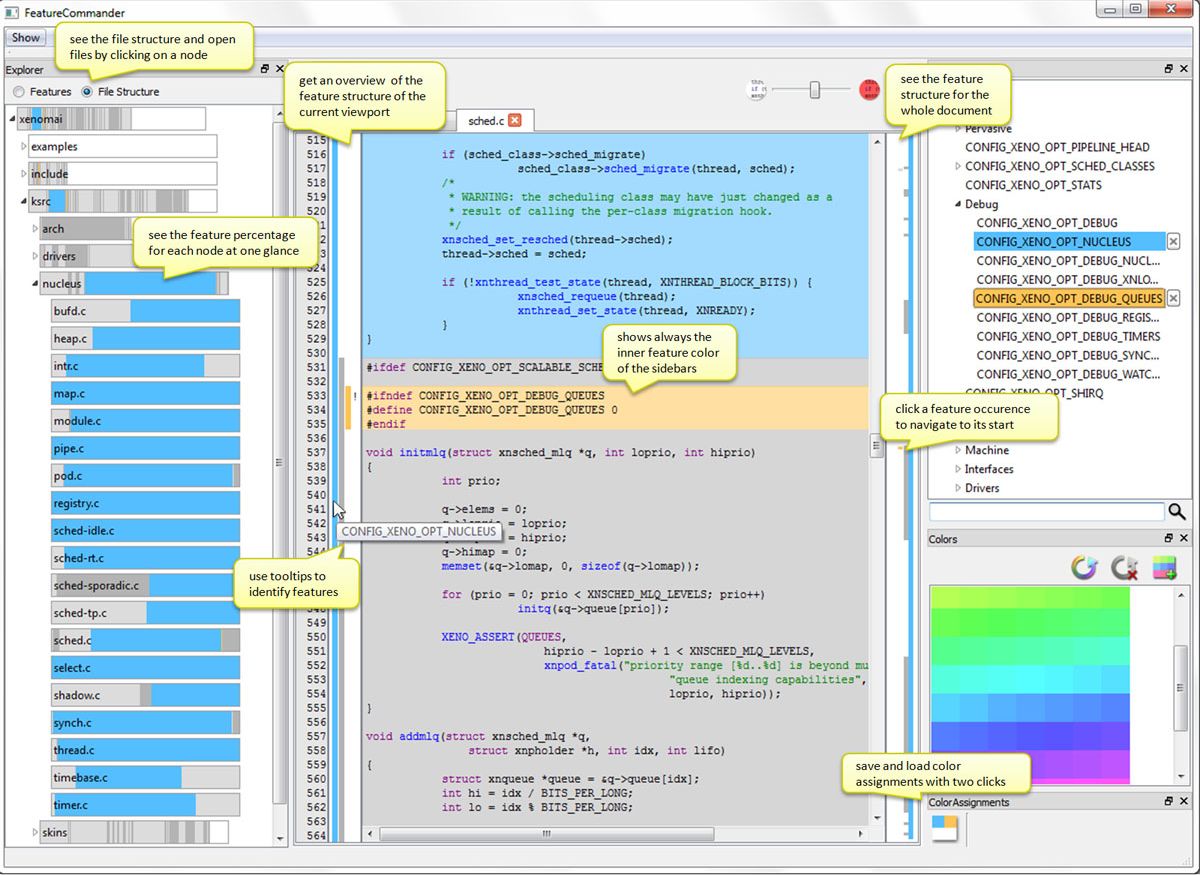 FeatureCommander
Show
see the file structure and open
files by clicking on a node
Explorer
Features
File Structure
xenomai
examples
include
ksrc
arch
drivers
nucleus
bufd.c
heap.c
intr.c
map.c
module.c
pipe.c
pod.c
registry.c
sched-idle.c
sched-rt.c
sched-sporadic.c
sched-tp.c
sched.c
select.c
shadow.c
synch.c
thread.c
timebase.c
timer.c
skins
see the feature percentage
for each node at one glance
get an overview of the
feature structure of the
current viewport
sched.c
515
516 if (sched_class->sched_migrate)
517 sched_class->sched_migrate(thread, sched);
518 /*
519 * WARNING: the scheduling class may have just changed as a
520 * result of calling the per-class migration hook.
521 */
xnsched_set_resched(thread->sched);
thread->sched = sched;
524
525 if (!xnthread_test_state(thread, XNTHREAD_BLOCK_BITS)) {
526 xnsched_requeue(thread);
527 xnthread_set_state(thread, XNREADY);
528 }
529 }
530
531 #ifdef CONFIG_XENO_OPT_SCALABLE_SCHE
532
533 ! #ifndef CONFIG_XENO_OPT_DEBUG_QUEUES
534 #define CONFIG_XENO_OPT_DEBUG_QUEUES 0
535 #endif
536
537 void initmlq(struct xnsched_mlq *q, int loprio, int hiprio)
538 {
539 int prio;
540
541 q->elems = 0;
542 = loprio;
543 = hiprio;
544 q->himap = 0;
memset(&q->lomap, 0, sizeof(q->lomap));
for (prio = 0; prio < XNSCHED_MLQ_LEVELS; prio++)
initq(&q->queue[prio]);
549
550 XENO_ASSERT(QUEUES,
551 hiprio - loprio + 1 < XNSCHED_MLQ_LEVELS,
552 xnpod_fatal("priority range [%d..%d] is beyond mu
553 "queue indexing capabilities",
554 loprio, hiprio));
555 }
556
557 void addmlq(struct xnsched_mlq *q,
558 struct xnpholder *h, int idx, int lifo)
559 {
560 struct xnqueue *queue = &q->queue[idx];
561 int hi = idx / BITS_PER_LONG;
562 int lo = idx % BITS_PER_LONG;
563
564
shows always the
inner feature color
of the sidebars
CONFIG_XENO_OPT_NUCLEUS
use tooltips to
identify features
see the feature
structure for the
whole document
Pervasive
CONFIG_XENO_OPT_PIPELINE_HEAD
CONFIG_XENO_OPT_SCHED_CLASSES
CONFIG_XENO_OPT_STATS
Debug
CONFIG_XENO_OPT_DEBUG
CONFIG_XENO_OPT_NUCLEUS
CONFIG_XENO_OPT_DEBUG_NUCL...
CONFIG_XENO_OPT_DEBUG_XNLO...
CONFIG_XENO_OPT_DEBUG_QUEUES
CONFIG_XENO_OPT_DEBUG_REGIS...
CONFIG_XENO_OPT_DEBUG_TIMERS
CONFIG_XENO_OPT_DEBUG_SYNC...
CONFIG_XENO_OPT_DEBUG_WATC...
CONFIG_XENO_OPT_SHIRQ
click a feature occurence
to navigate to its start
Machine
Interfaces
Drivers
Colors
save and load color
assignments with two clicks
ColorAssignments